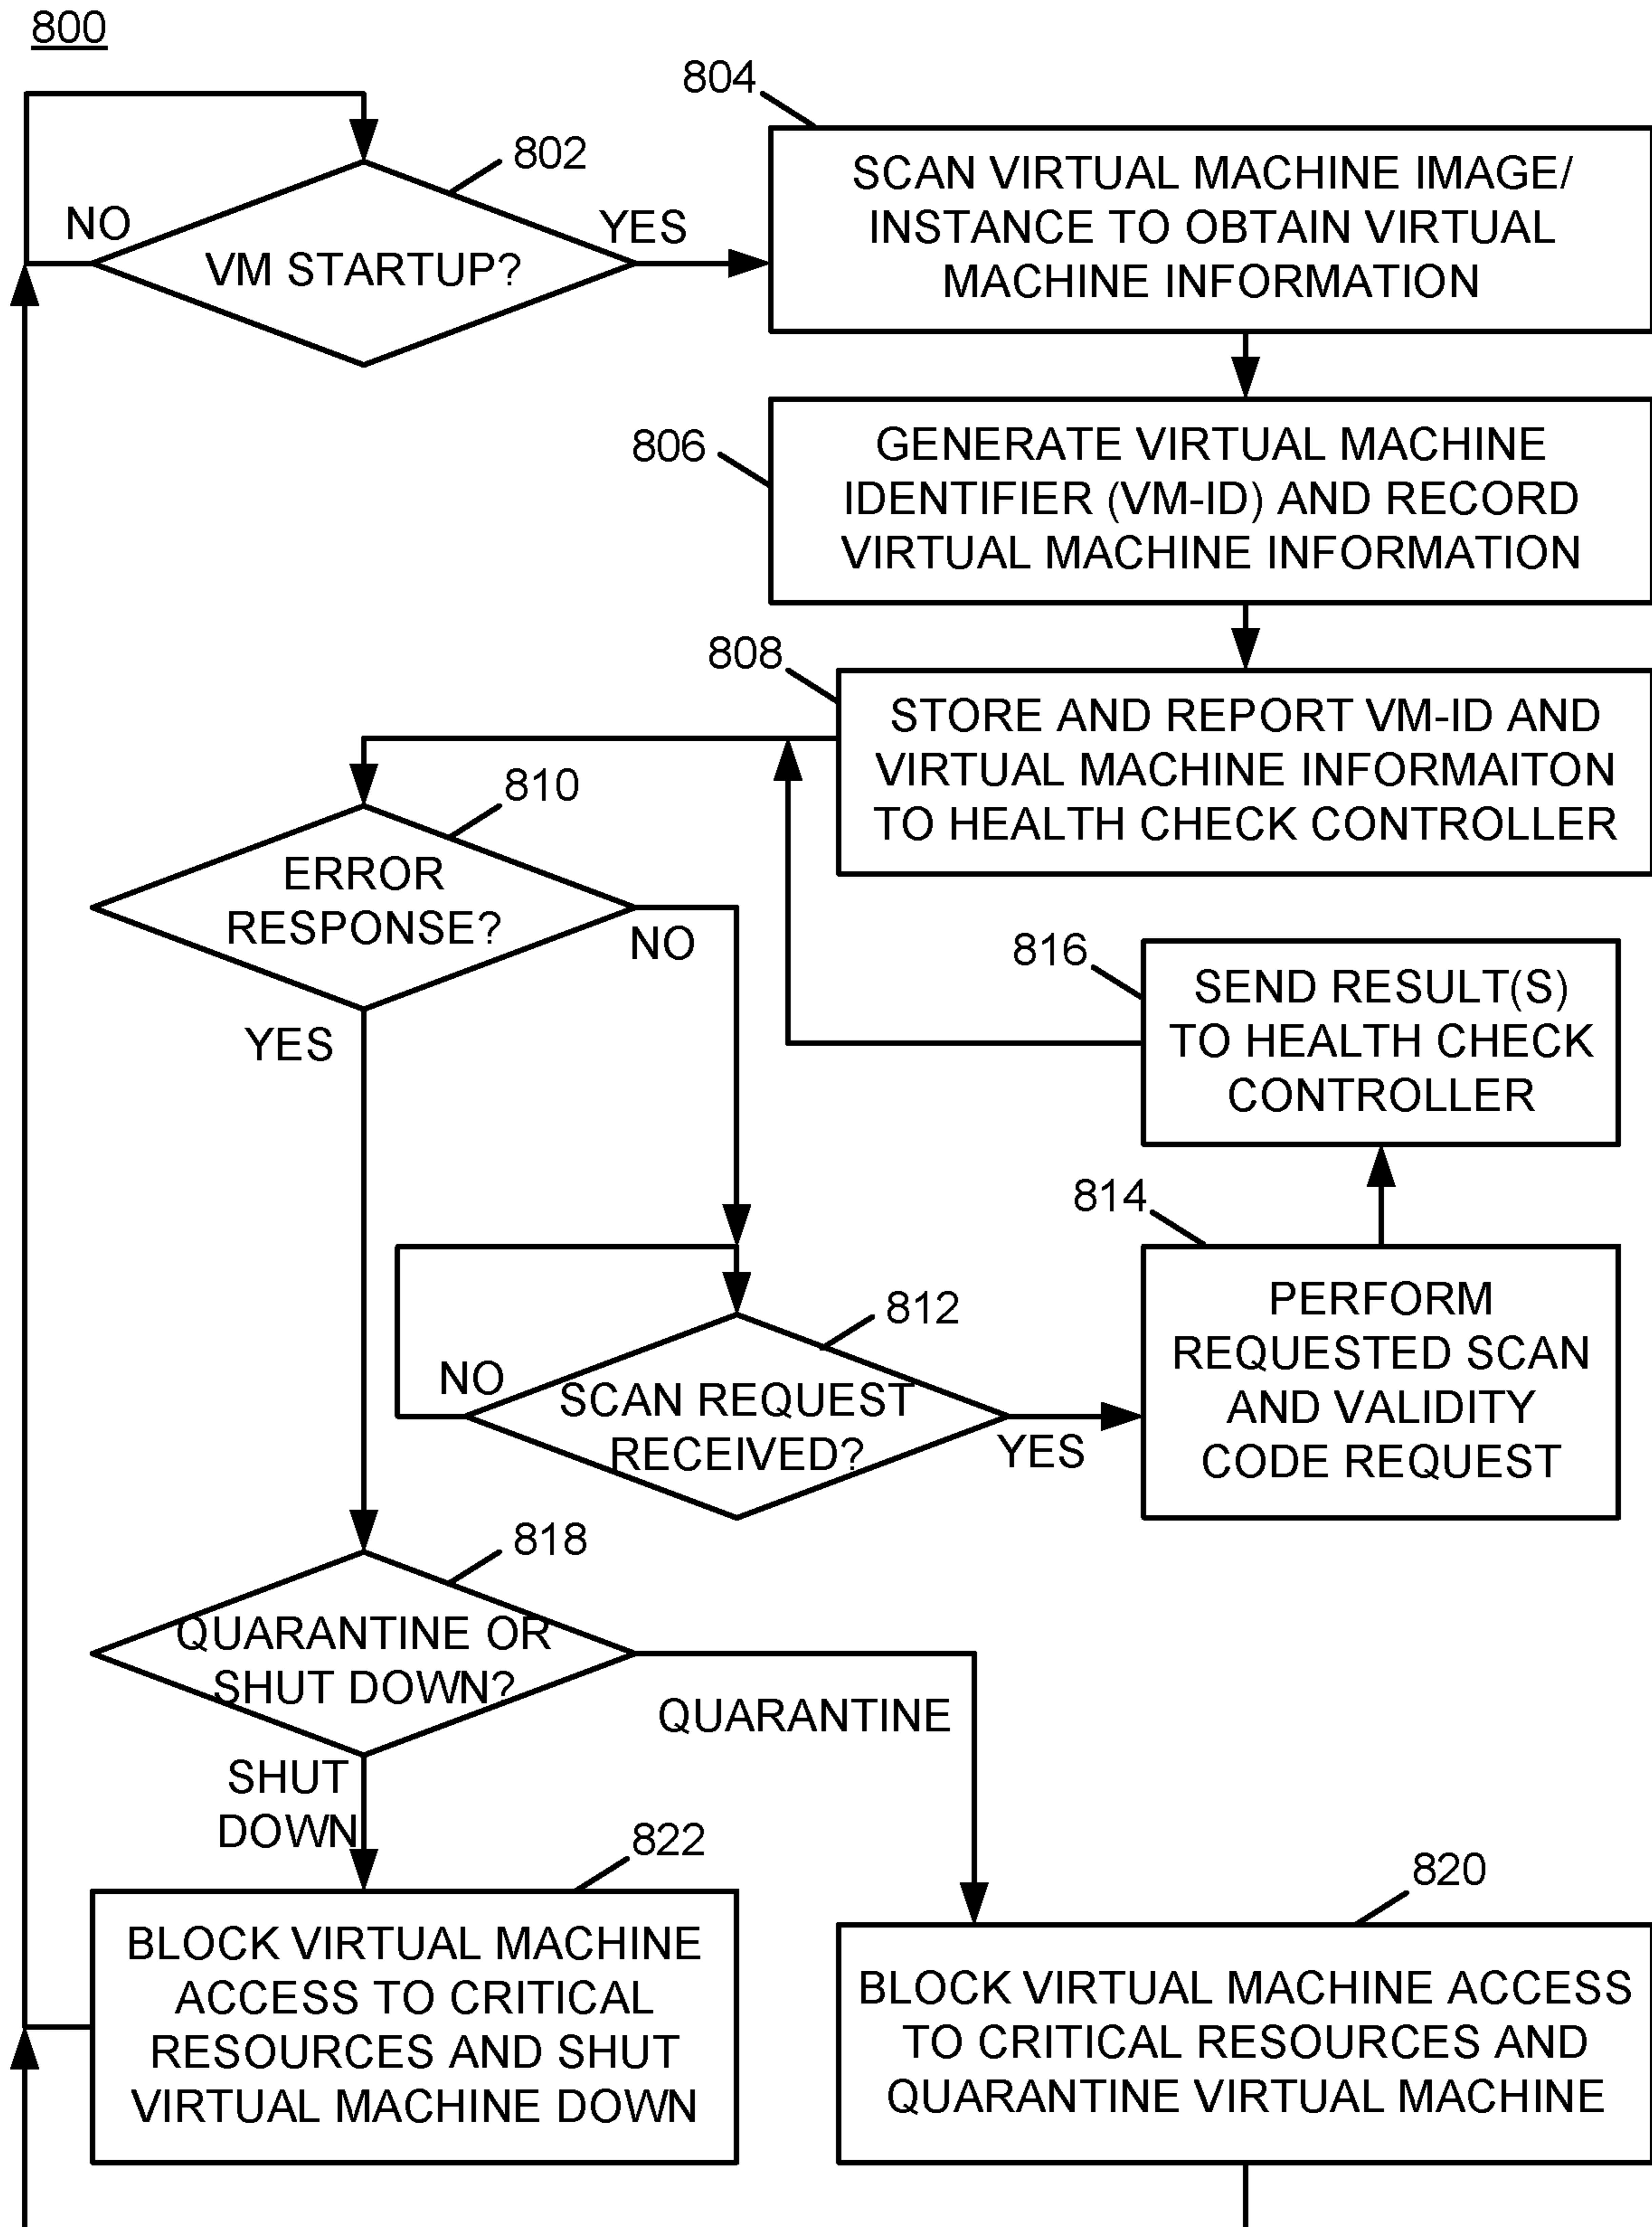 800
802
NO
VM STARTUP?
YES
804
SCAN VIRTUAL MACHINE IMAGE/
INSTANCE TO OBTAIN VIRTUAL
MACHINE INFORMATION
806
GENERATE VIRTUAL MACHINE
IDENTIFIER (VM-ID) AND RECORD
VIRTUAL MACHINE INFORMATION
808
STORE AND REPORT VM-ID AND
VIRTUAL MACHINE INFORMAITON
TO HEALTH CHECK CONTROLLER
810
ERROR
RESPONSE?
NO
YES
816
SEND RESULT(S)
TO HEALTH CHECK
CONTROLLER
814
PERFORM
REQUESTED SCAN
AND VALIDITY
CODE REQUEST
812
NO
SCAN REQUEST
RECEIVED?
YES
818
QUARANTINE OR
SHUT DOWN?
QUARANTINE
SHUT
DOWN
822
BLOCK VIRTUAL MACHINE
ACCESS TO CRITICAL
RESOURCES AND SHUT
VIRTUAL MACHINE DOWN
820
BLOCK VIRTUAL MACHINE ACCESS
TO CRITICAL RESOURCES AND
QUARANTINE VIRTUAL MACHINE